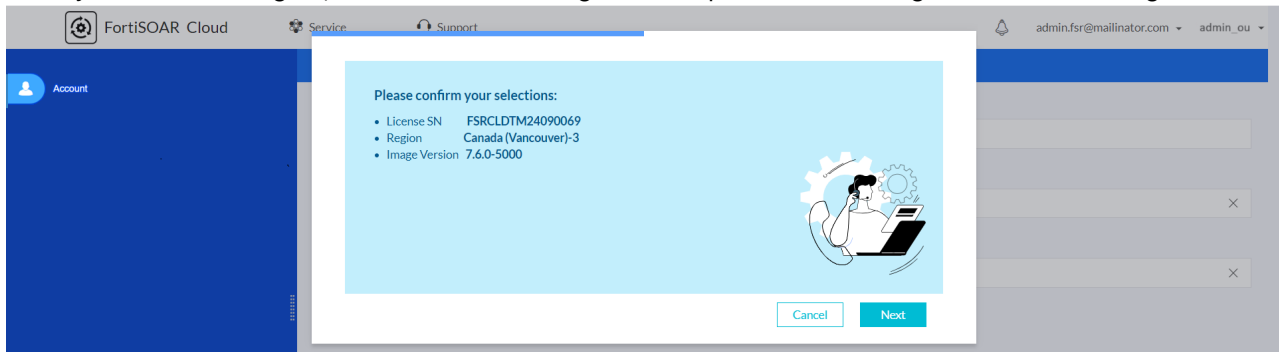 FortiSOAR Cloud Service Support admin.fsr@mailinator.com admin_ou
Account
Please confirm your selections:
• License SN FSRCLDTM24090069
• Region Canada (Vancouver)-3
• Image Version 7.6.0-5000
Cancel Next